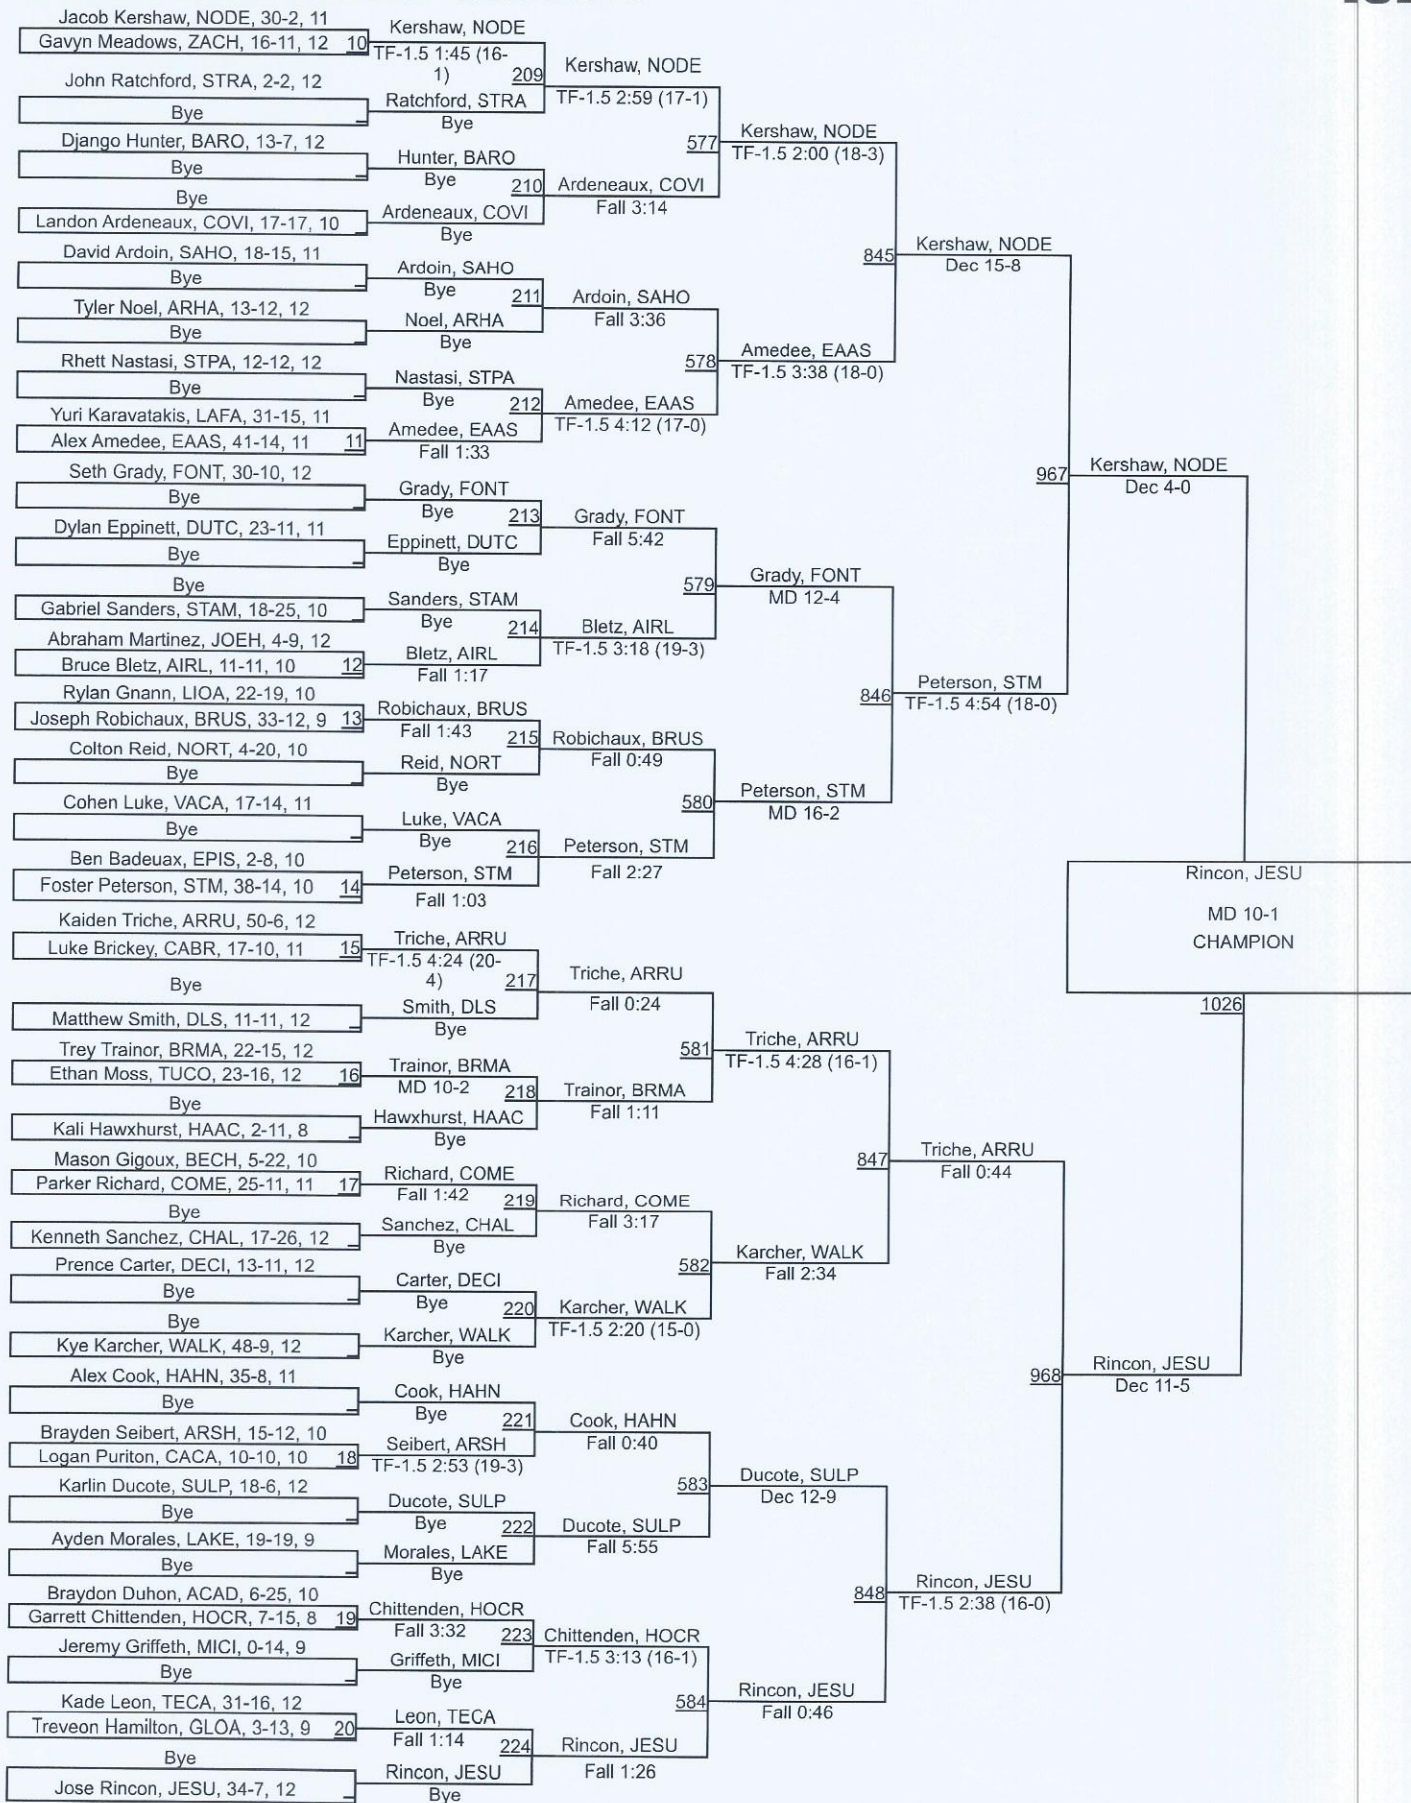 Jacob Kershaw, NODE, 30-2, 11
Gavyn Meadows, ZACH, 16-11, 12 10
John Ratchford, STRA, 2-2, 12
Bye
Django Hunter, BARO, 13-7, 12
Bye
Bye
Landon Ardeneaux, COVI, 17-17, 10
David Ardoin, SAHO, 18-15, 11
Bye
Tyler Noel, ARHA, 13-12, 12
Bye
Rhett Nastasi, STPA, 12-12, 12
Bye
Yuri Karavatakis, LAFA, 31-15, 11
Alex Amedee, EAAS, 41-14, 11 11
Seth Grady, FONT, 30-10, 12
Bye
Dylan Eppinett, DUTC, 23-11, 11
Bye
Bye
Gabriel Sanders, STAM, 18-25, 10
Abraham Martinez, JOEH, 4-9, 12
Bruce Bletz, AIRL, 11-11, 10 12
Rylan Gnann, LIOA, 22-19, 10
Joseph Robichaux, BRUS, 33-12, 9 13
Colton Reid, NORT, 4-20, 10
Bye
Cohen Luke, VACA, 17-14, 11
Bye
Ben Badeuax, EPIS, 2-8, 10
Foster Peterson, STM, 38-14, 10 14
Kaiden Triche, ARRU, 50-6, 12
Luke Brickey, CABR, 17-10, 11 15
Bye
Matthew Smith, DLS, 11-11, 12
Trey Trainor, BRMA, 22-15, 12
Ethan Moss, TUCO, 23-16, 12 16
Bye
Kali Hawxhurst, HAAC, 2-11, 8
Mason Gigoux, BECH, 5-22, 10
Parker Richard, COME, 25-11, 11 17
Bye
Kenneth Sanchez, CHAL, 17-26, 12
Prence Carter, DECI, 13-11, 12
Bye
Bye
Kye Karcher, WALK, 48-9, 12
Alex Cook, HAHN, 35-8, 11
Bye
Brayden Seibert, ARSH, 15-12, 10
Logan Puriton, CACA, 10-10, 10 18
Karlin Ducote, SULP, 18-6, 12
Bye
Ayden Morales, LAKE, 19-19, 9
Bye
Braydon Duhon, ACAD, 6-25, 10
Garrett Chittenden, HOCR, 7-15, 8 19
Jeremy Griffeth, MICI, 0-14, 9
Bye
Kade Leon, TECA, 31-16, 12
Treveon Hamilton, GLOA, 3-13, 9 20
Bye
Jose Rincon, JESU, 34-7, 12
Kershaw, NODE
TF-1.5 1:45 (16-
1)
209
Ratchford, STRA
Bye
Hunter, BARO
Bye
210
Ardeneaux, COVI
Bye
Ardoin, SAHO
Bye
211
Noel, ARHA
Bye
Nastasi, STPA
Bye
212
Amedee, EAAS
Fall 1:33
Grady, FONT
Bye
213
Eppinett, DUTC
Bye
Sanders, STAM
Bye
214
Bletz, AIRL
Fall 1:17
Robichaux, BRUS
Fall 1:43
215
Reid, NORT
Bye
Luke, VACA
Bye
216
Peterson, STM
Fall 1:03
Triche, ARRU
TF-1.5 4:24 (20-
4)
217
Smith, DLS
Bye
Trainor, BRMA
MD 10-2
218
Hawxhurst, HAAC
Bye
Richard, COME
Fall 1:42
219
Sanchez, CHAL
Bye
Carter, DECI
Bye
220
Karcher, WALK
Bye
Cook, HAHN
Bye
221
Seibert, ARSH
TF-1.5 2:53 (19-3)
Ducote, SULP
Bye
222
Morales, LAKE
Bye
Chittenden, HOCR
Fall 3:32
223
Griffeth, MICI
Bye
Leon, TECA
Fall 1:14
224
Rincon, JESU
Bye
Kershaw, NODE
TF-1.5 2:59 (17-1)
577
Ardeneaux, COVI
Fall 3:14
Ardoin, SAHO
Fall 3:36
578
Amedee, EAAS
TF-1.5 4:12 (17-0)
Grady, FONT
Fall 5:42
579
Bletz, AIRL
TF-1.5 3:18 (19-3)
Robichaux, BRUS
Fall 0:49
580
Peterson, STM
Fall 2:27
Triche, ARRU
Fall 0:24
581
Trainor, BRMA
Fall 1:11
Richard, COME
Fall 3:17
582
Karcher, WALK
TF-1.5 2:20 (15-0)
Cook, HAHN
Fall 0:40
583
Ducote, SULP
Fall 5:55
Chittenden, HOCR
TF-1.5 3:13 (16-1)
584
Rincon, JESU
Fall 1:26
Kershaw, NODE
TF-1.5 2:00 (18-3)
845
Amedee, EAAS
TF-1.5 3:38 (18-0)
Grady, FONT
MD 12-4
846
Peterson, STM
MD 16-2
Triche, ARRU
TF-1.5 4:28 (16-1)
847
Karcher, WALK
Fall 2:34
Ducote, SULP
Dec 12-9
848
Rincon, JESU
Fall 0:46
Kershaw, NODE
Dec 15-8
967
Peterson, STM
TF-1.5 4:54 (18-0)
Triche, ARRU
Fall 0:44
968
Rincon, JESU
TF-1.5 2:38 (16-0)
Kershaw, NODE
Dec 4-0
Rincon, JESU
MD 10-1
CHAMPION
1026
Rincon, JESU
Dec 11-5